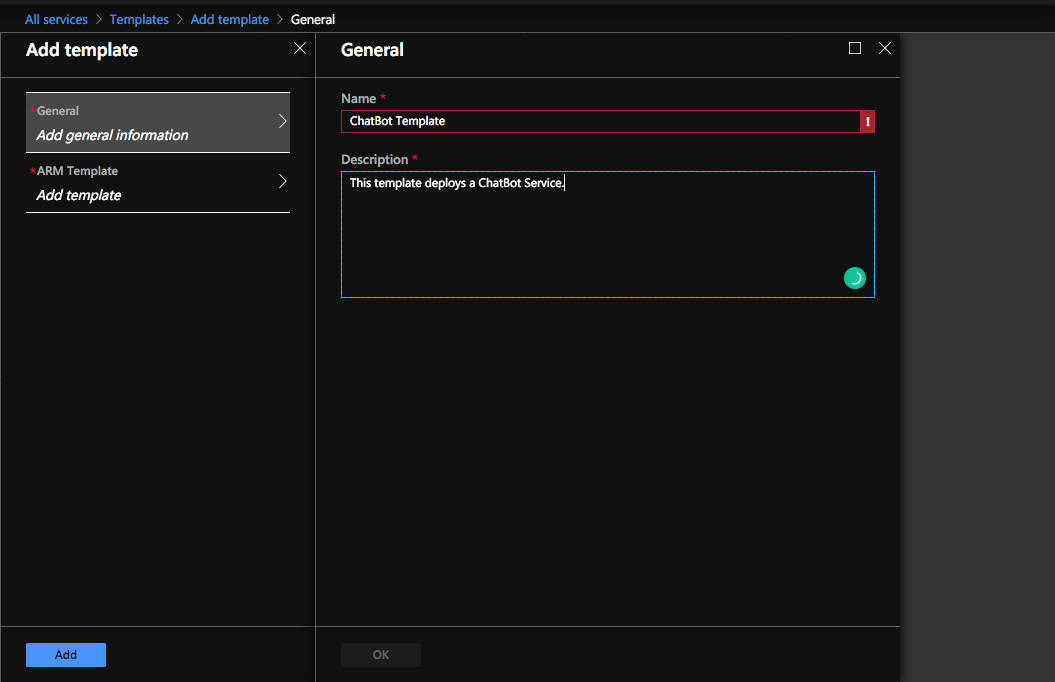 All services > Templates > Add template > General
Add template
General
* General
Add general information
* ARM Template
Add template
Name *
ChatBot Template !
Description *
This template deploys a ChatBot Service.
Add
OK